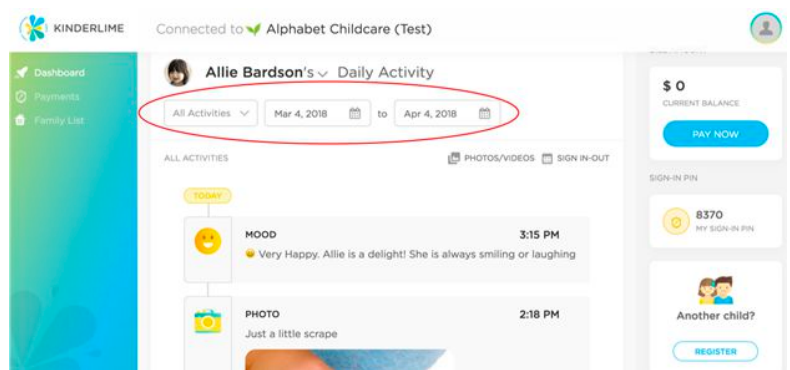 KINDERLIME
Connected to Alphabet Childcare (Test)
Dashboard
Payments
Family List
Allie Bardson's Daily Activity
All Activities
Mar 4, 2018 to Apr 4, 2018
ALL ACTIVITIES
PHOTOS/VIDEOS SIGN IN-OUT
TODAY
MOOD 3:15 PM
Very Happy. Allie is a delight! She is always smiling or laughing
PHOTO 2:18 PM
Just a little scrape
$ 0
CURRENT BALANCE
PAY NOW
SIGN-IN PIN
8370
MY SIGN-IN PIN
Another child?
REGISTER